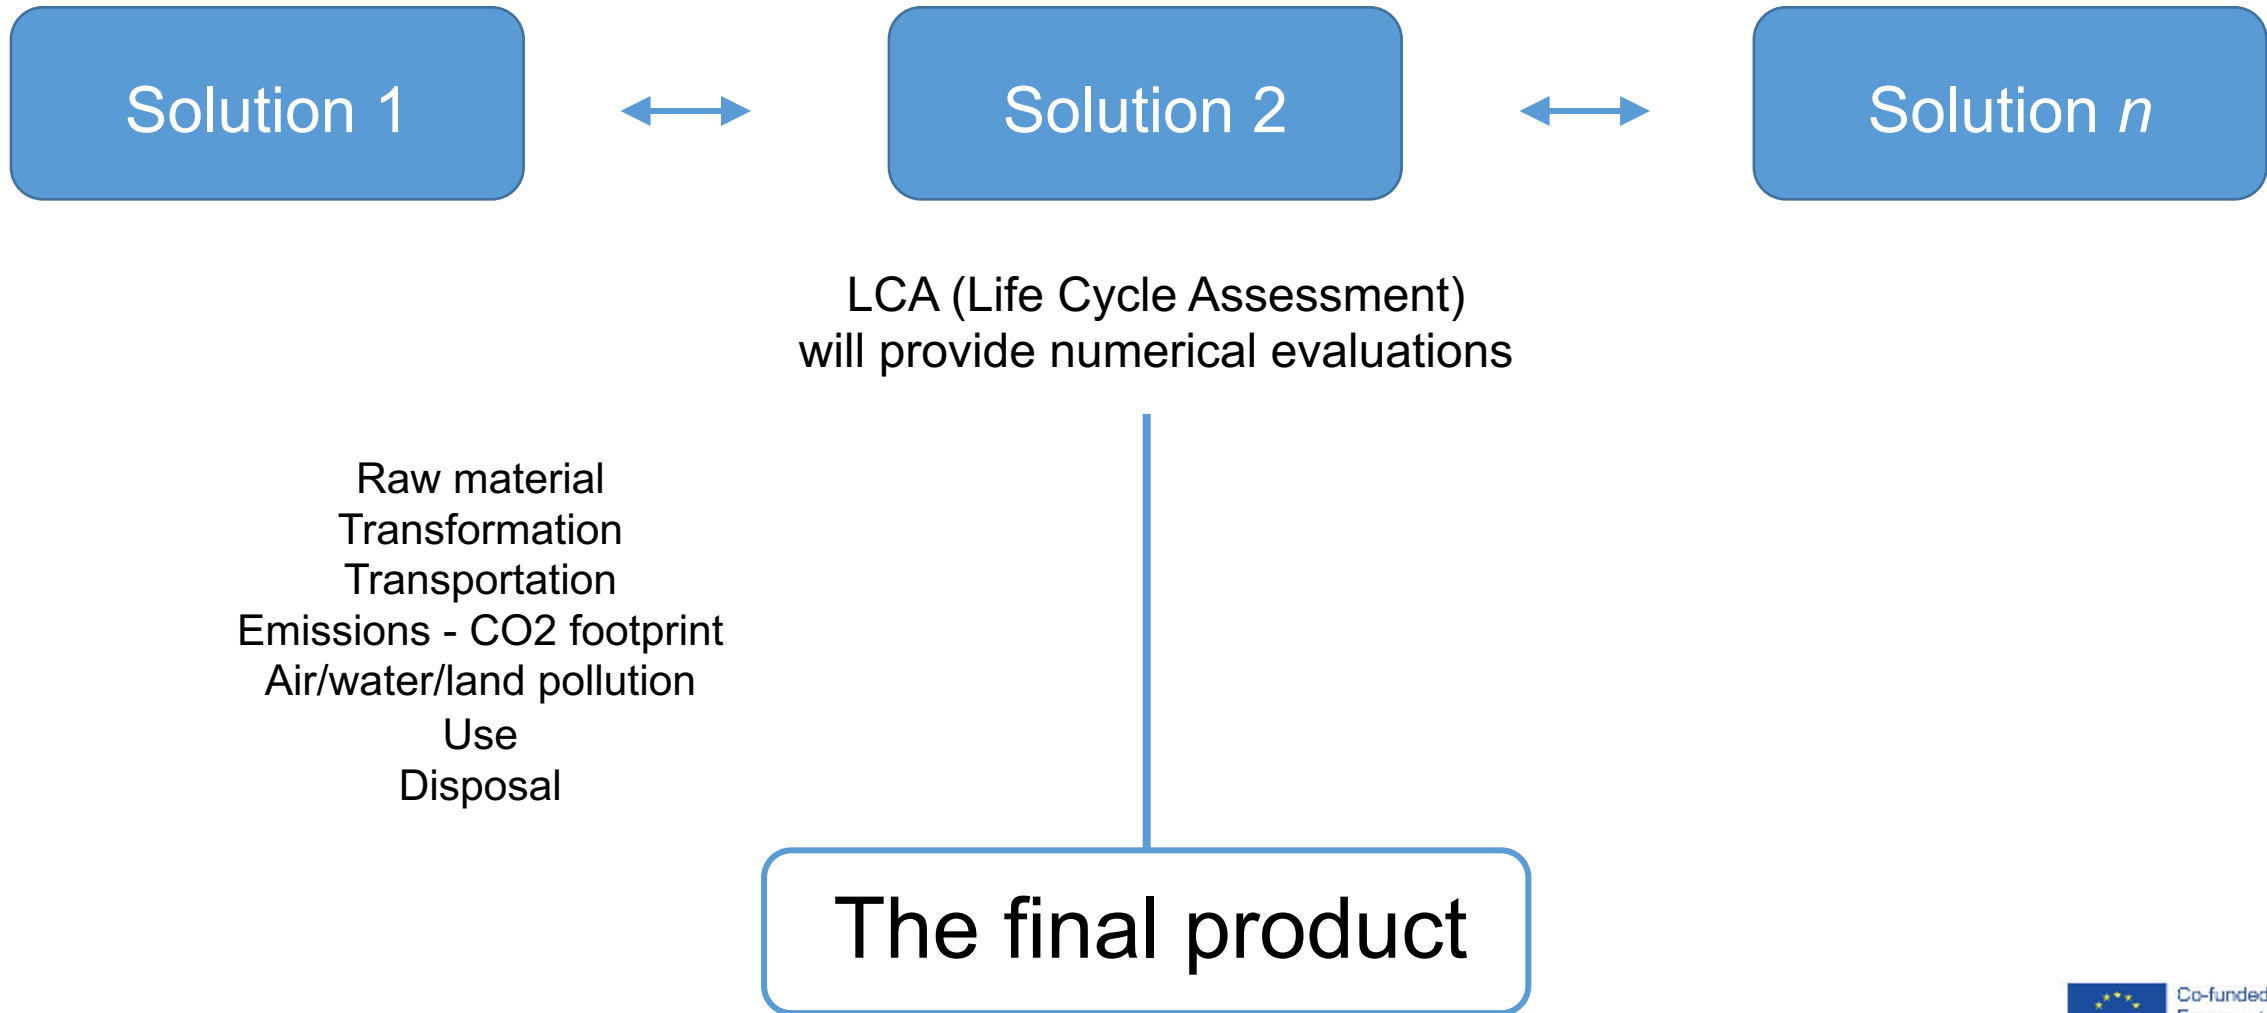 Solution 1
Solution 2
Solution n
LCA (Life Cycle Assessment)
will provide numerical evaluations
Raw material
Transformation
Transportation
Emissions - CO2 footprint
Air/water/land pollution
Use
Disposal
The final product
Co-funded